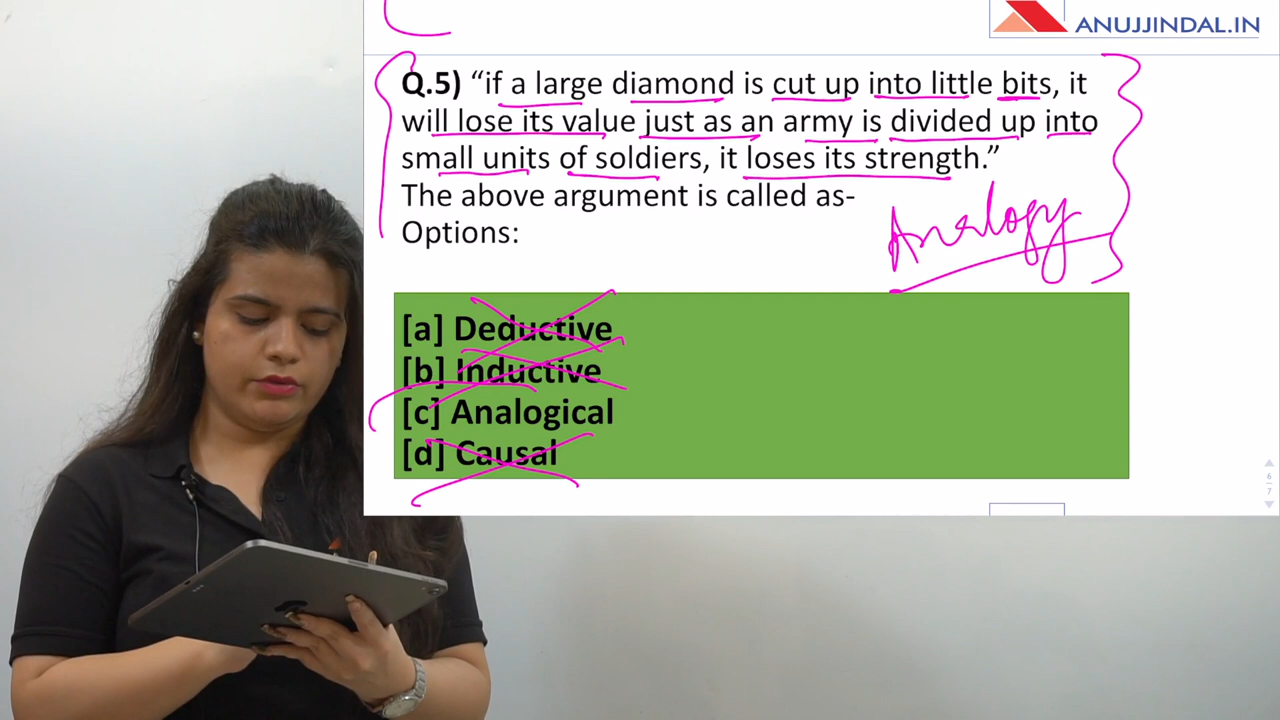 ANUJJINDAL.IN
Q.5) “if a large diamond is cut up into little bits, it
will lose its value just as an army is divided up into
small units of soldiers, it loses its strength.”
The above argument is called as-
Analogy
Options:
[a] Deductive
[b] Inductive
[c] Analogical
[d] Causal
6
7